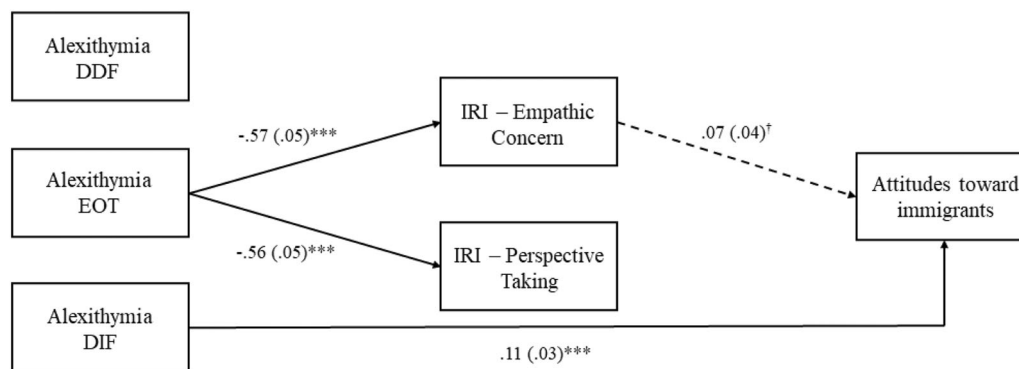 Alexithymia
DDF
IRI – Empathic
Concern
-.57 (.05)***
.07 (.04)†
Alexithymia
EOT
Attitudes toward
immigrants
-.56 (.05)***
IRI – Perspective
Taking
Alexithymia
DIF
.11 (.03)***